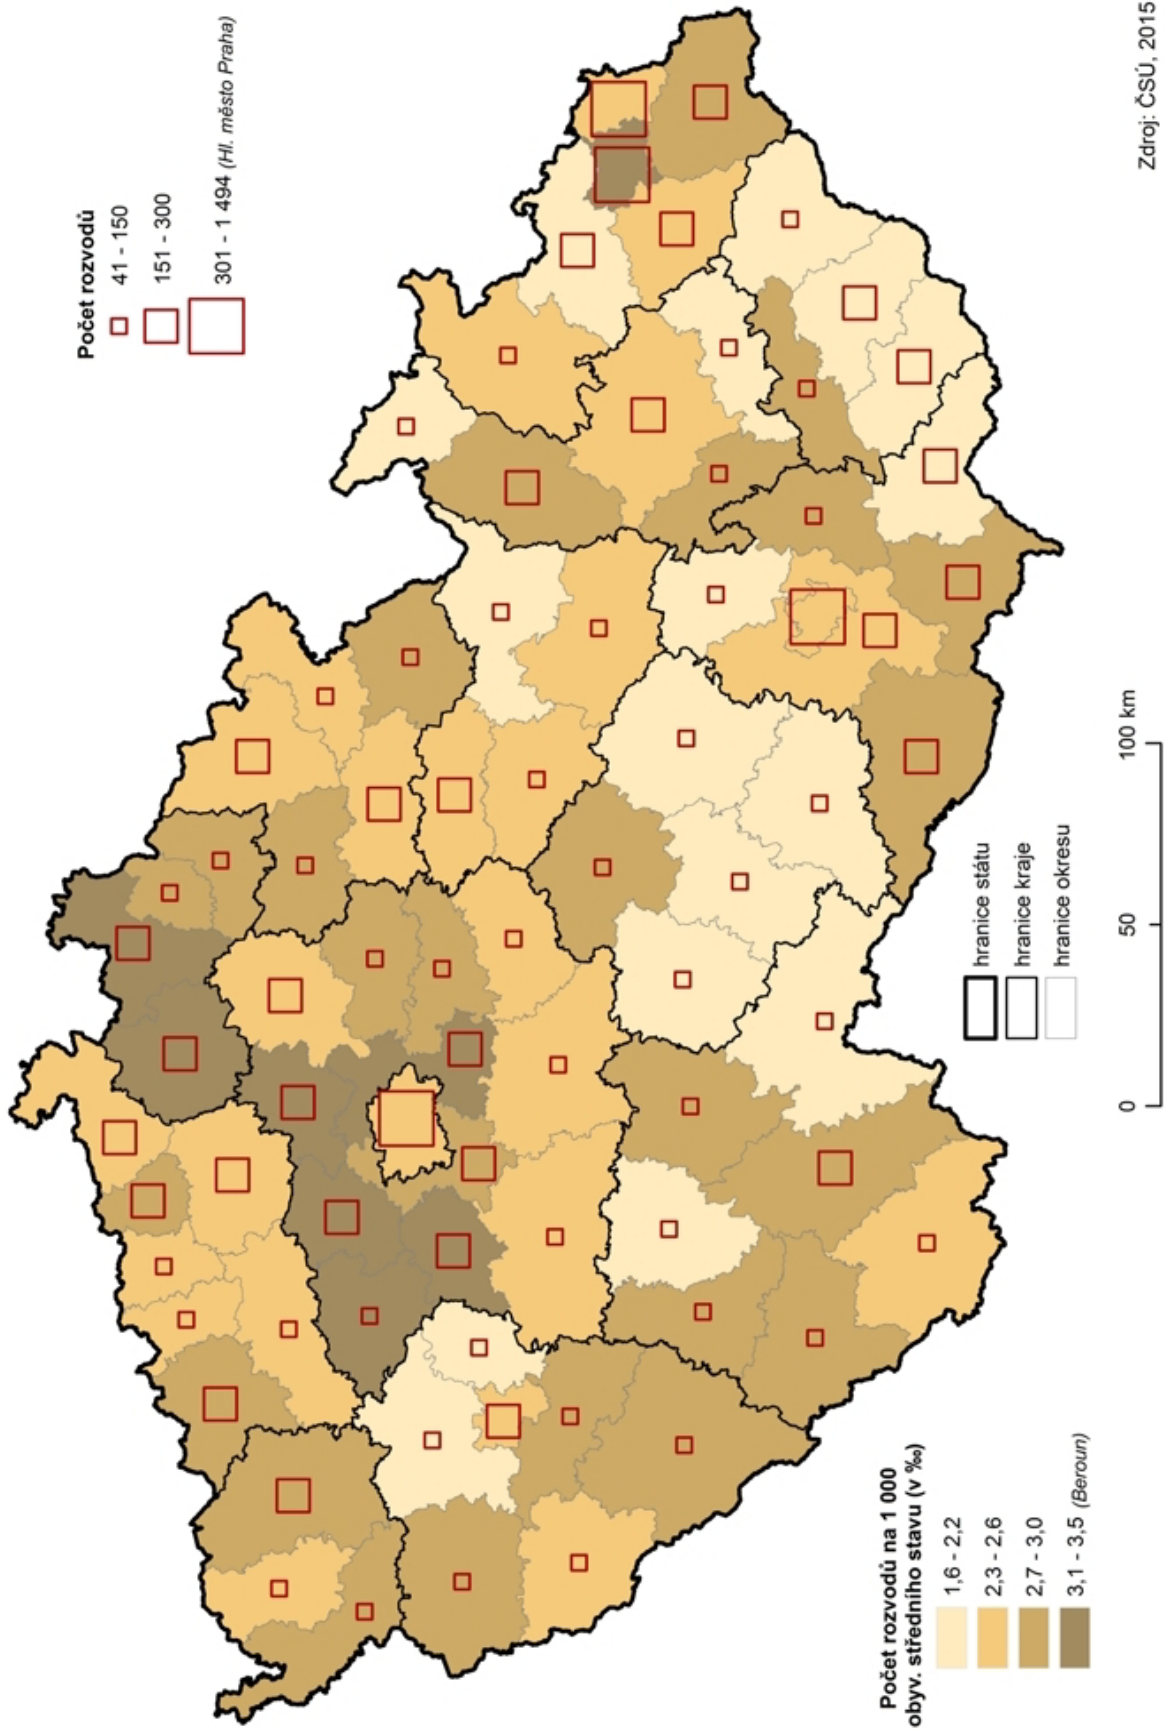 Počet rozvodů
41 - 150
151 - 300
301 - 1 494 (Hl. město Praha)
Počet rozvodů na 1 000
obyv. středního stavu (v ‰)
1,6 - 2,2
2,3 - 2,6
2,7 - 3,0
3,1 - 3,5 (Beroun)
hranice státu
hranice kraje
hranice okresu
0 50 100 km
Zdroj: ČSÚ, 2015